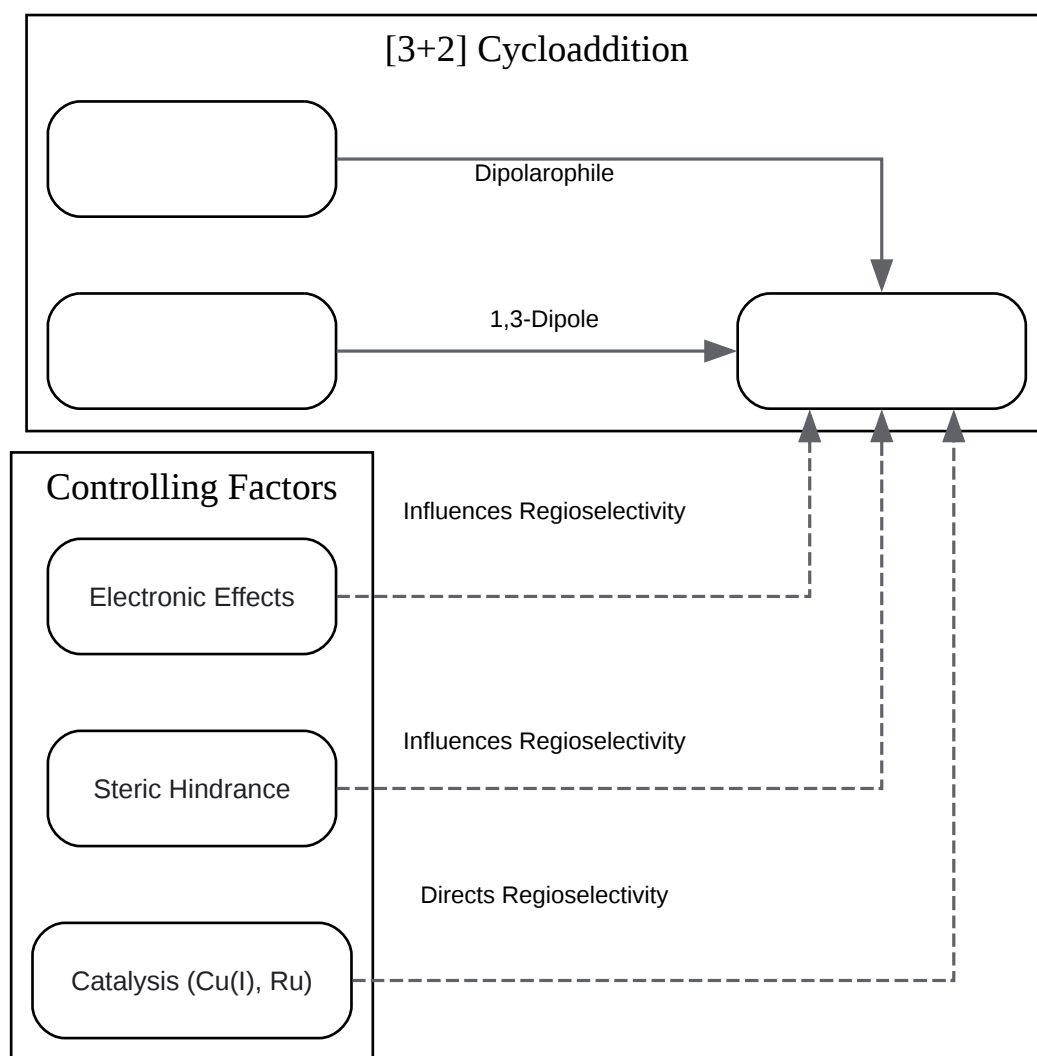 [3+2] Cycloaddition
Dipolarophile
1,3-Dipole
Controlling Factors
Influences Regioselectivity
Electronic Effects
Influences Regioselectivity
Steric Hindrance
Directs Regioselectivity
Catalysis (Cu(I), Ru)